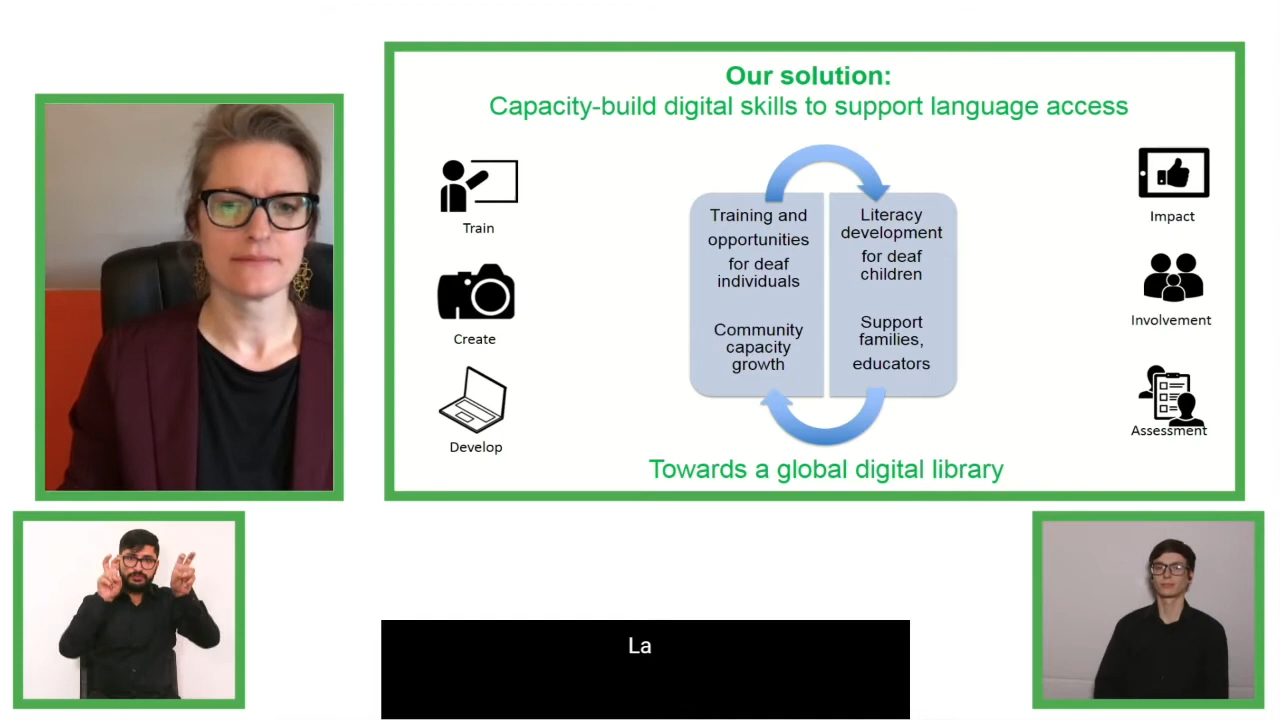 Our solution:
Capacity-build digital skills to support language access
Train
Create
Develop
Training and
opportunities
for deaf
individuals
Community
capacity
growth
Literacy
development
for deaf
children
Support
families,
educators
Impact
Involvement
Assessment
Towards a global digital library
La